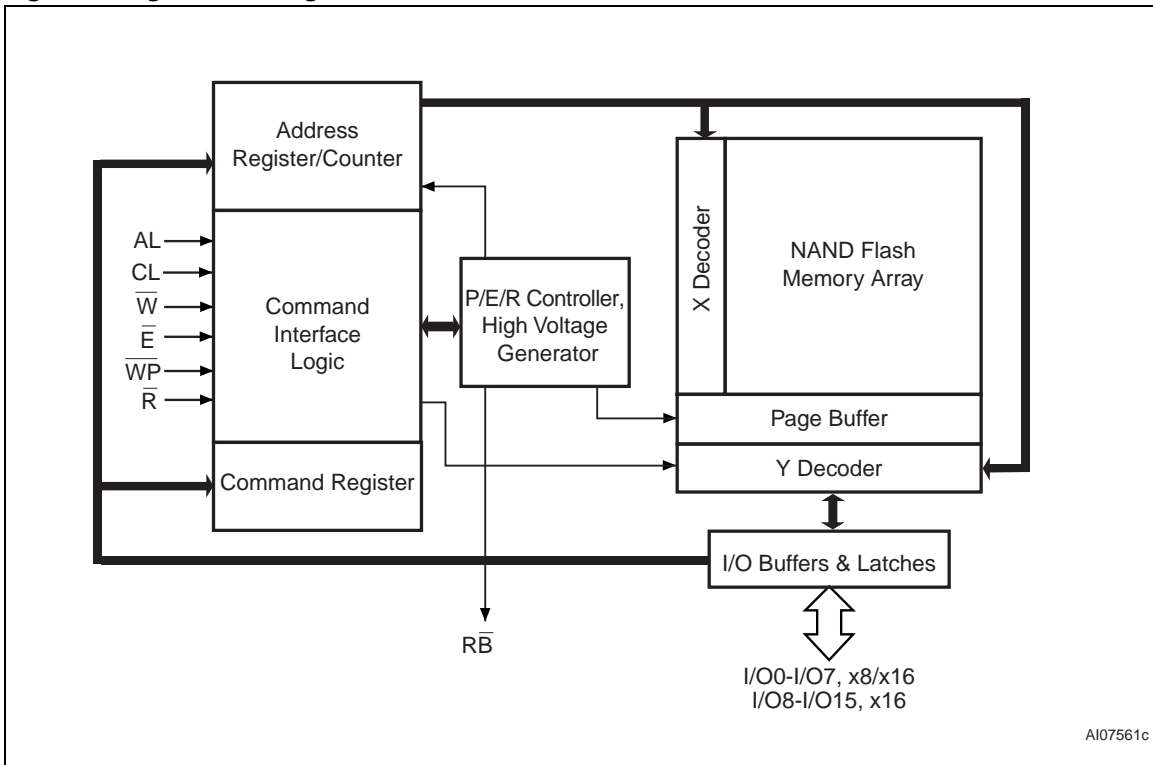 Address
Register/Counter
AL
CL
W̅
E̅
W̅P̅
R̅
Command
Interface
Logic
Command Register
P/E/R Controller,
High Voltage
Generator
X Decoder
NAND Flash
Memory Array
Page Buffer
Y Decoder
I/O Buffers & Latches
RB̅
I/O0-I/O7, x8/x16
I/O8-I/O15, x16
AI07561c